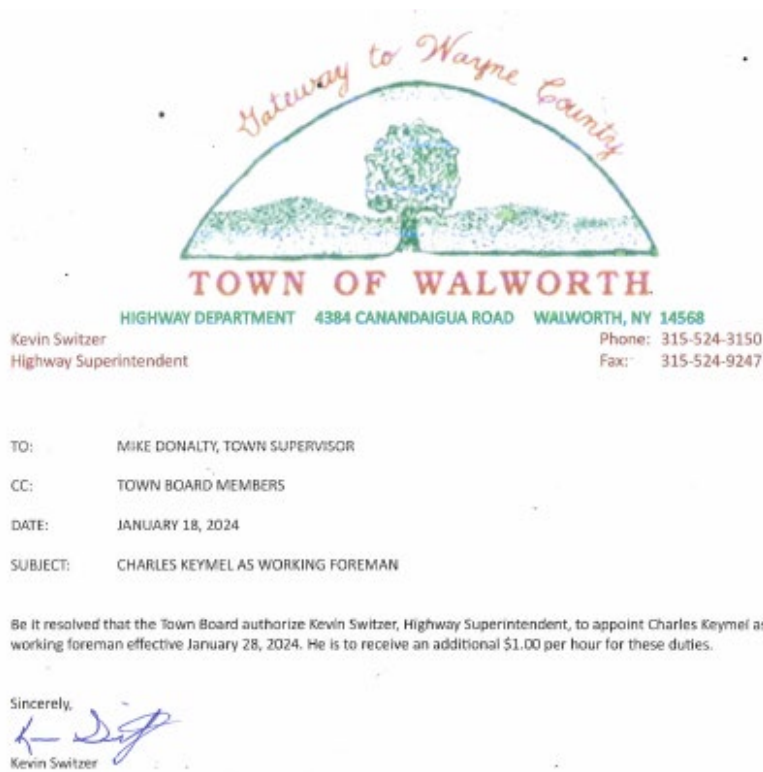 Gateway to Wayne County
TOWN OF WALWORTH
HIGHWAY DEPARTMENT 4384 CANANDAIGUA ROAD WALWORTH, NY 14568
Kevin Switzer Phone: 315-524-3150
Highway Superintendent Fax: 315-524-9247
TO: MIKE DONALTY, TOWN SUPERVISOR
CC: TOWN BOARD MEMBERS
DATE: JANUARY 18, 2024
SUBJECT: CHARLES KEYMEL AS WORKING FOREMAN
Be it resolved that the Town Board authorize Kevin Switzer, Highway Superintendent, to appoint Charles Keymel as
working foreman effective January 28, 2024. He is to receive an additional $1.00 per hour for these duties.
Sincerely,
Kevin Switzer